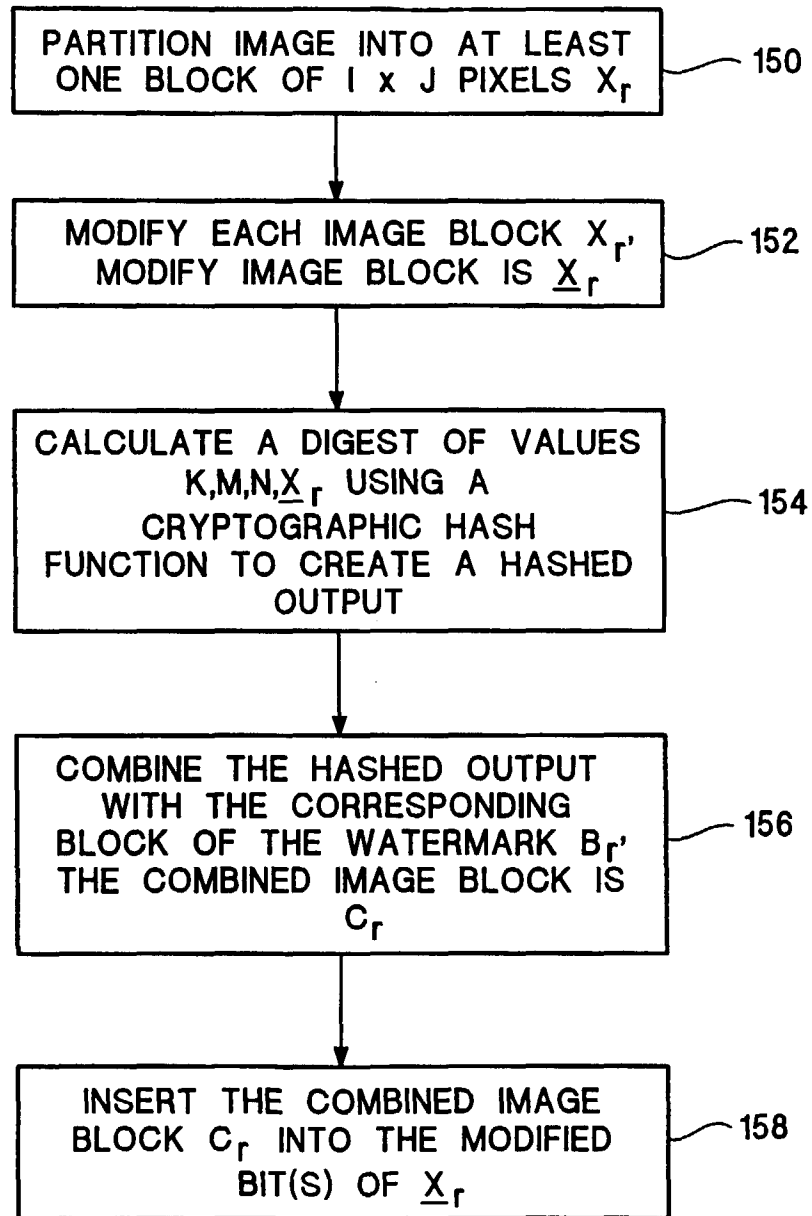 PARTITION IMAGE INTO AT LEAST
ONE BLOCK OF I x J PIXELS Xr
150
MODIFY EACH IMAGE BLOCK Xr,
MODIFY IMAGE BLOCK IS Xr
152
CALCULATE A DIGEST OF VALUES
K,M,N,Xr USING A
CRYPTOGRAPHIC HASH
FUNCTION TO CREATE A HASHED
OUTPUT
154
COMBINE THE HASHED OUTPUT
WITH THE CORRESPONDING
BLOCK OF THE WATERMARK Br,
THE COMBINED IMAGE BLOCK IS
Cr
156
INSERT THE COMBINED IMAGE
BLOCK Cr INTO THE MODIFIED
BIT(S) OF Xr
158